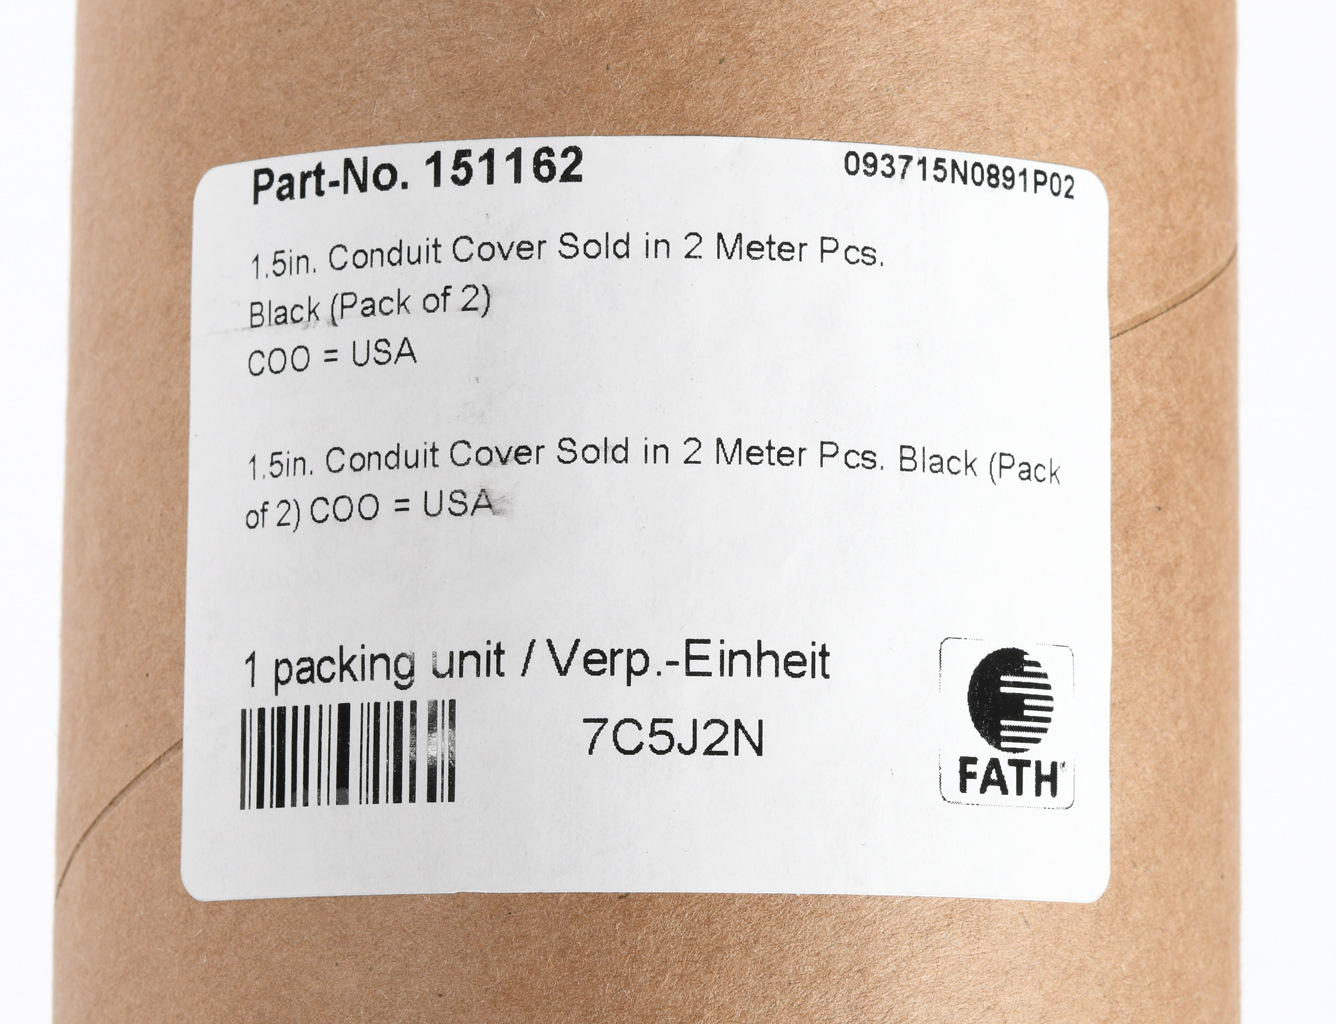 Part-No. 151162
093715N0891P02
1.5in. Conduit Cover Sold in 2 Meter Pcs.
Black (Pack of 2)
COO = USA
1.5in. Conduit Cover Sold in 2 Meter Pcs. Black (Pack
of 2) COO = USA
1 packing unit / Verp.-Einheit
7C5J2N
FATH®